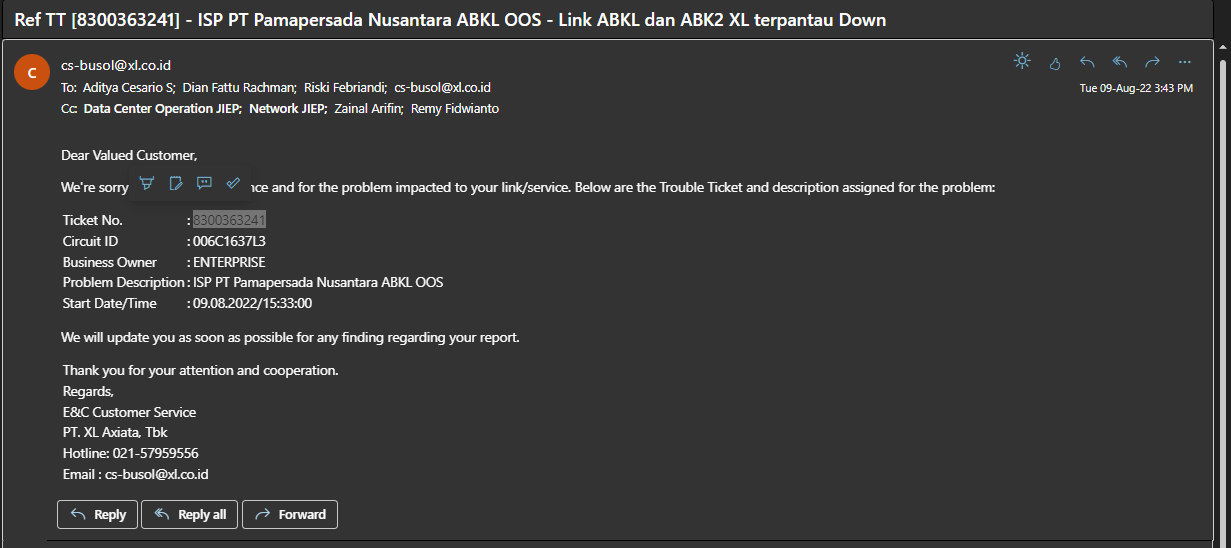 Ref TT [8300363241] - ISP PT Pamapersada Nusantara ABKL OOS - Link ABKL dan ABK2 XL terpantau Down
C
cs-busol@xl.co.id
To: Aditya Cesario S; Dian Fattu Rachman; Riski Febriandi; cs-busol@xl.co.id
Tue 09-Aug-22 3:43 PM
Cc: Data Center Operation JIEP; Network JIEP; Zainal Arifin; Remy Fidwianto
Dear Valued Customer,
We're sorry nce and for the problem impacted to your link/service. Below are the Trouble Ticket and description assigned for the problem:
Ticket No. : 8300363241
Circuit ID : 006C1637L3
Business Owner : ENTERPRISE
Problem Description : ISP PT Pamapersada Nusantara ABKL OOS
Start Date/Time : 09.08.2022/15:33:00
We will update you as soon as possible for any finding regarding your report.
Thank you for your attention and cooperation.
Regards,
E&C Customer Service
PT. XL Axiata, Tbk
Hotline: 021-57959556
Email : cs-busol@xl.co.id
Reply Reply all Forward